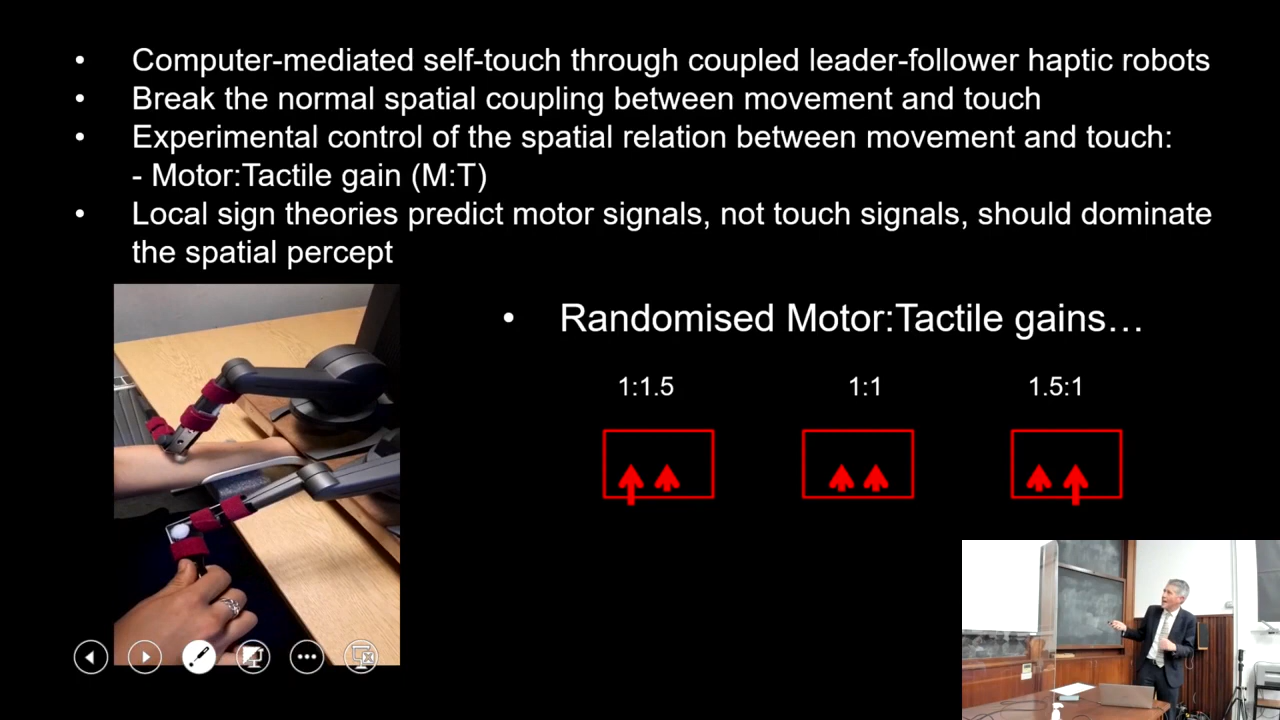 • Computer-mediated self-touch through coupled leader-follower haptic robots
• Break the normal spatial coupling between movement and touch
• Experimental control of the spatial relation between movement and touch:
- Motor:Tactile gain (M:T)
• Local sign theories predict motor signals, not touch signals, should dominate
the spatial percept
• Randomised Motor:Tactile gains…
1:1.5 1:1 1.5:1